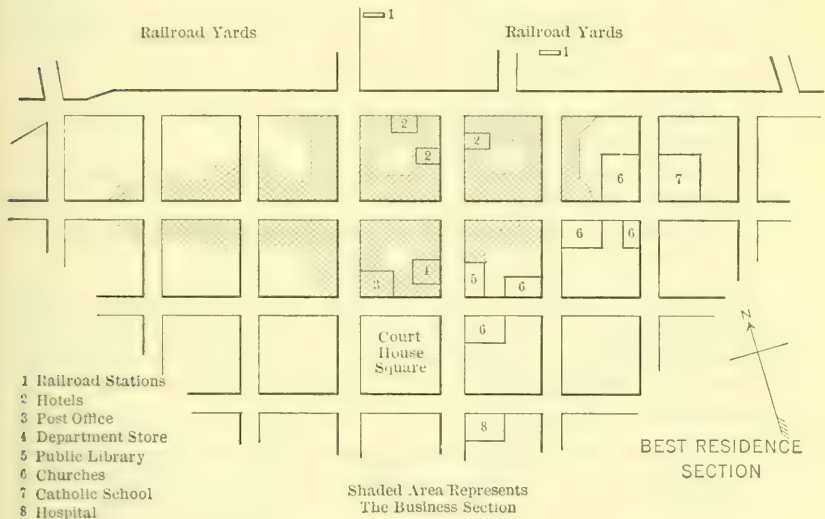 1
Railroad Yards
Railroad Yards
1
2
2
2
6
7
6
6
3
4
5
6
Court
House
Square
6
N
1 Railroad Stations
2 Hotels
3 Post Office
4 Department Store
5 Public Library
6 Churches
7 Catholic School
8 Hospital
8
BEST RESIDENCE
SECTION
Shaded Area Represents
The Business Section